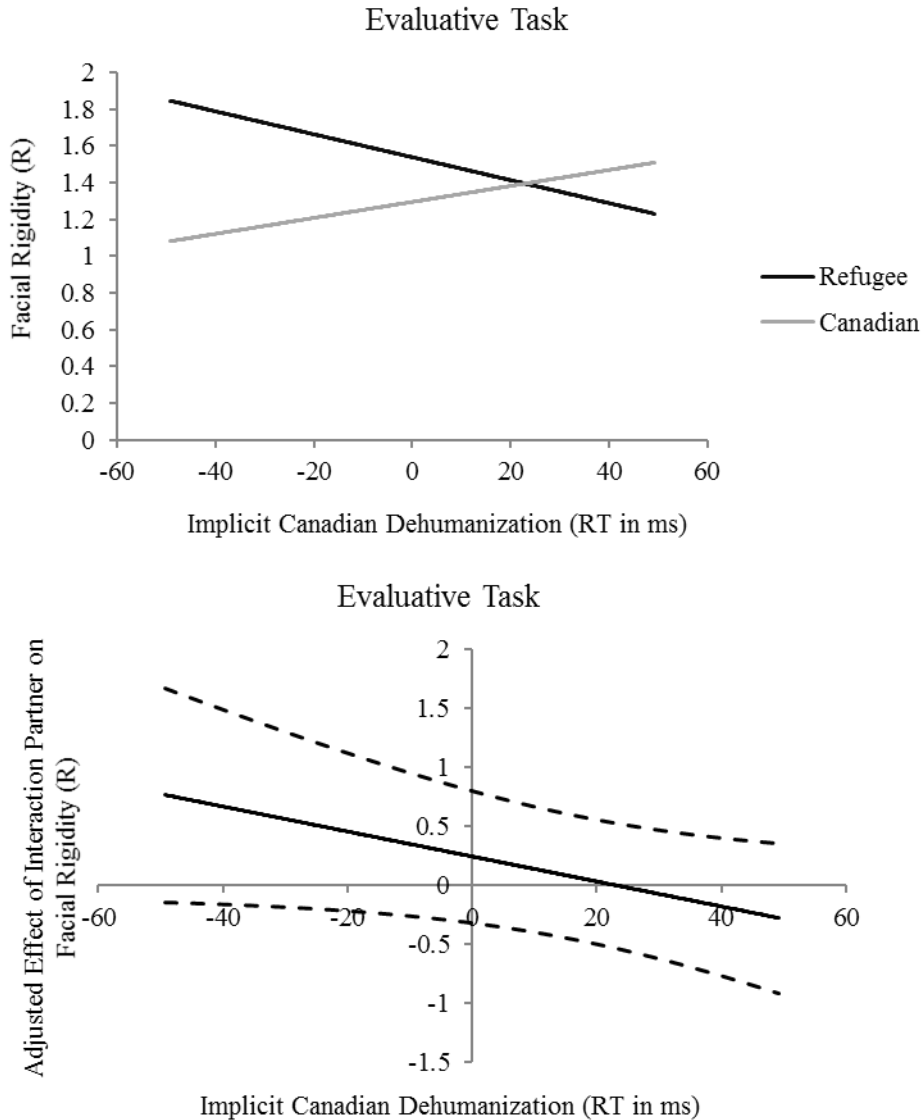 Evaluative Task
Facial Rigidity (R)
2
1.8
1.6
1.4
1.2
1
0.8
0.6
0.4
0.2
0
-60 -40 -20 0 20 40 60
Implicit Canadian Dehumanization (RT in ms)
Refugee
Canadian
Evaluative Task
Adjusted Effect of Interaction Partner on
Facial Rigidity (R)
2
1.5
1
0.5
0
-60 -40 -20 0 20 40 60
-0.5
-1
-1.5
Implicit Canadian Dehumanization (RT in ms)